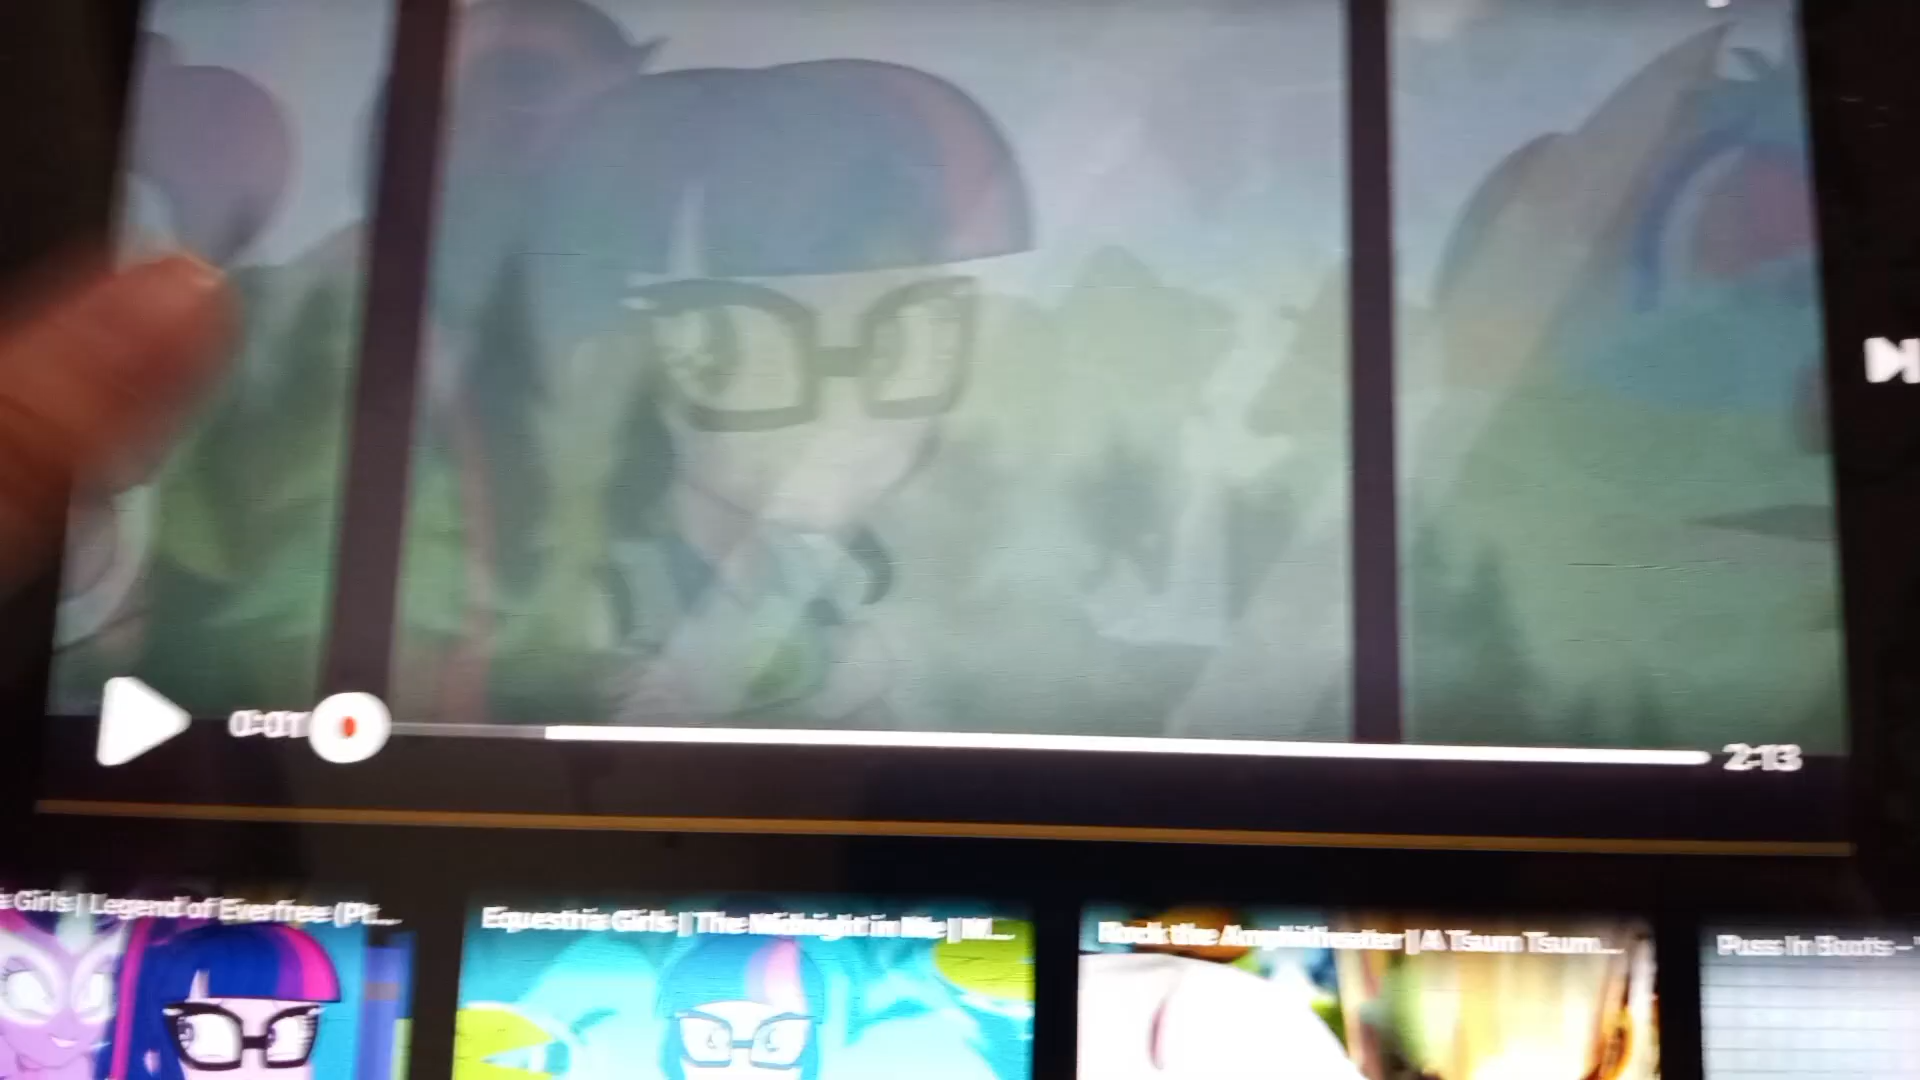 0:01
2:13
a Girls | Legend of Everfree (Pt...
Equestria Girls | The Midnight in Me | M...
Rock the Amphitheater | A Tsum Tsum...
Puss In Boots -